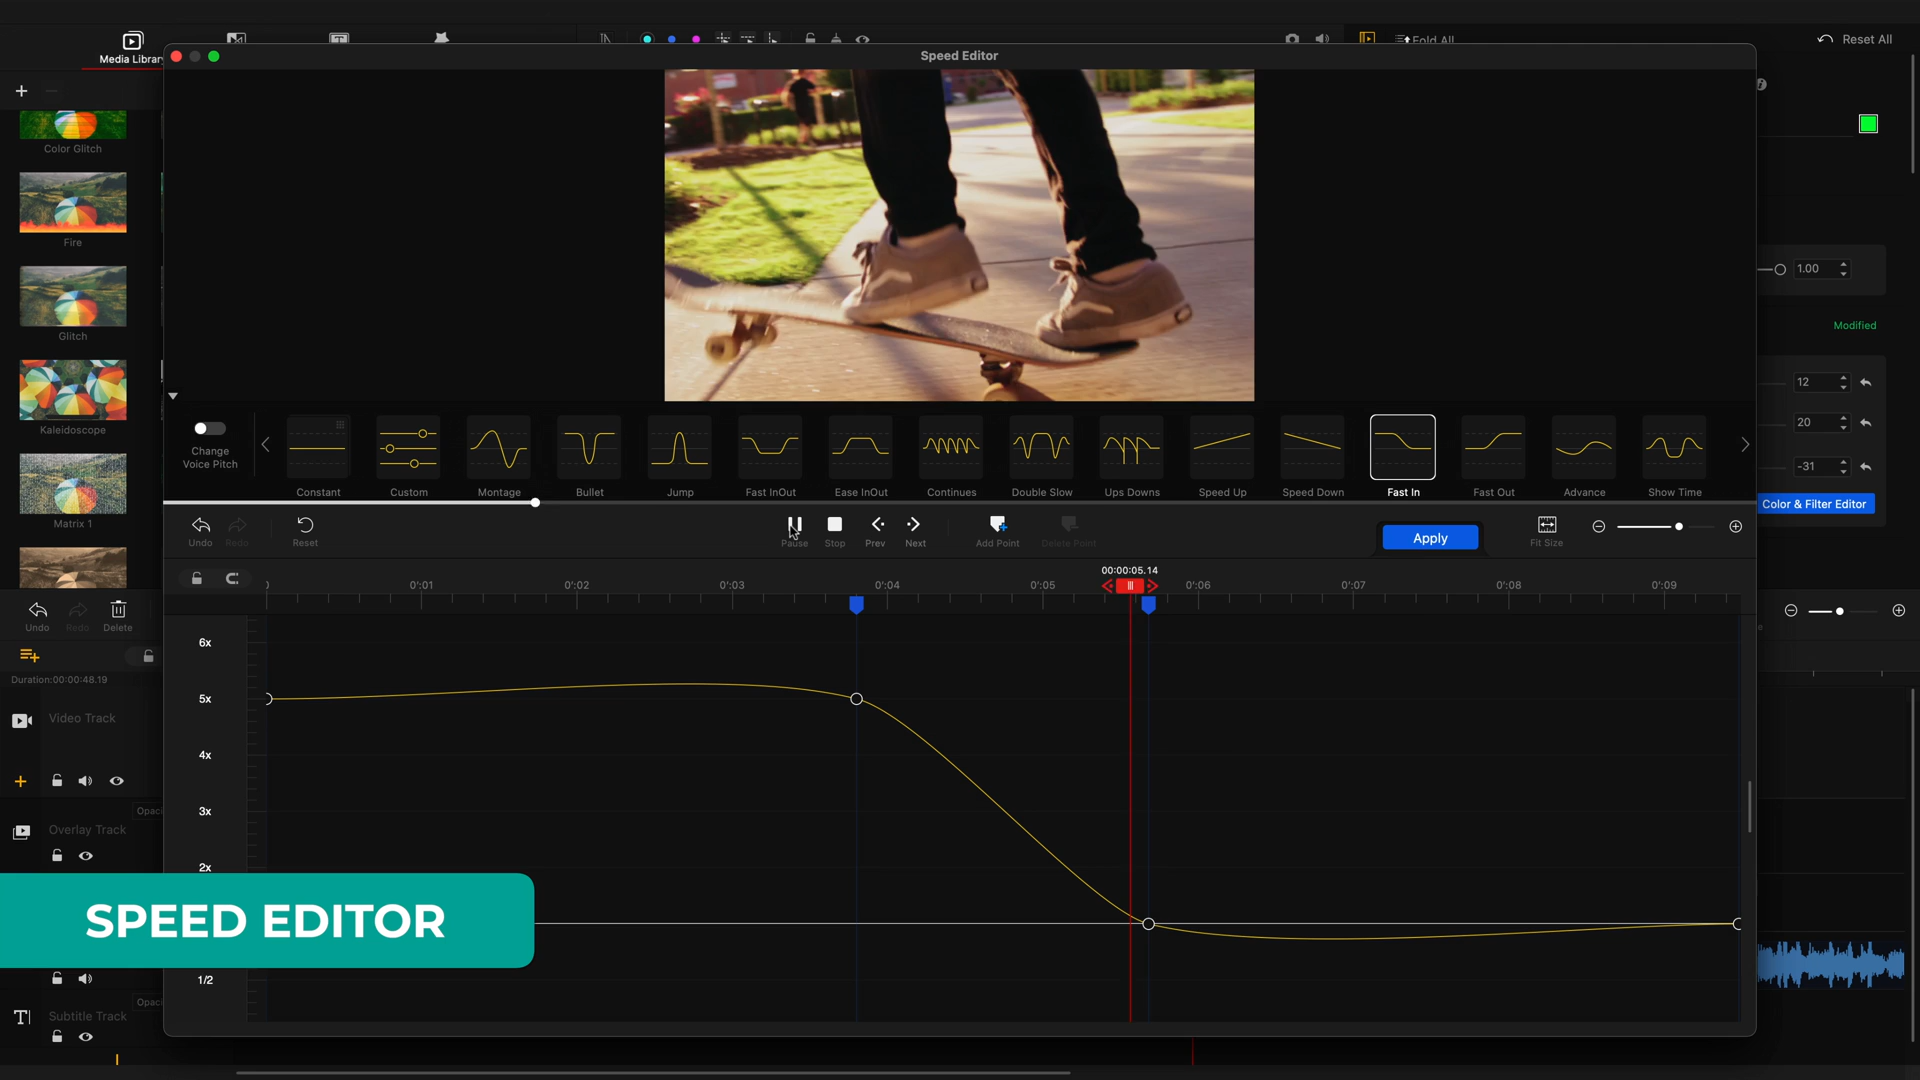 Media Library
Fold All
Reset All
Speed Editor
Color Glitch
Fire
Glitch
Kaleidoscope
Matrix 1
1.00
Modified
12
20
-31
Color & Filter Editor
Change
Voice Pitch
Constant
Custom
Montage
Bullet
Jump
Fast InOut
Ease InOut
Continues
Double Slow
Ups Downs
Speed Up
Speed Down
Fast In
Fast Out
Advance
Show Time
Undo
Redo
Reset
Pause
Stop
Prev
Next
Add Point
Delete Point
Apply
Fit Size
00:00:05.14
0':01
0':02
0':03
0':04
0':05
0':06
0':07
0':08
0':09
Undo
Redo
Delete
Duration:00:00:48.19
Video Track
Opaci
Overlay Track
Opaci
Subtitle Track
6x
5x
4x
3x
2x
1/2
SPEED EDITOR